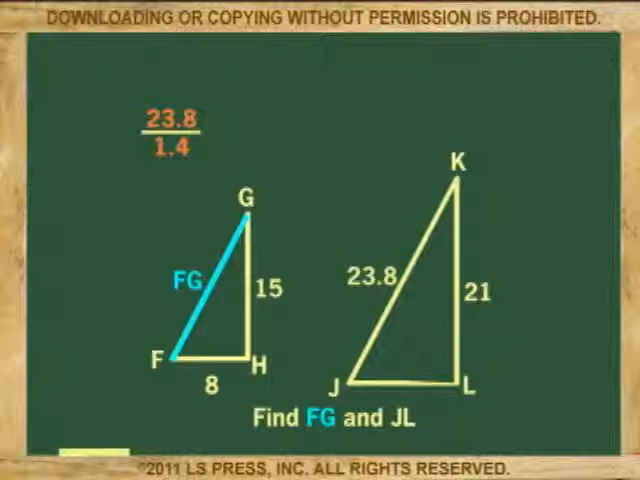 DOWNLOADING OR COPYING WITHOUT PERMISSION IS PROHIBITED.
23.8
1.4
K
G
FG
15
23.8
21
F
H
8
J
L
Find FG and JL
©2011 LS PRESS, INC. ALL RIGHTS RESERVED.